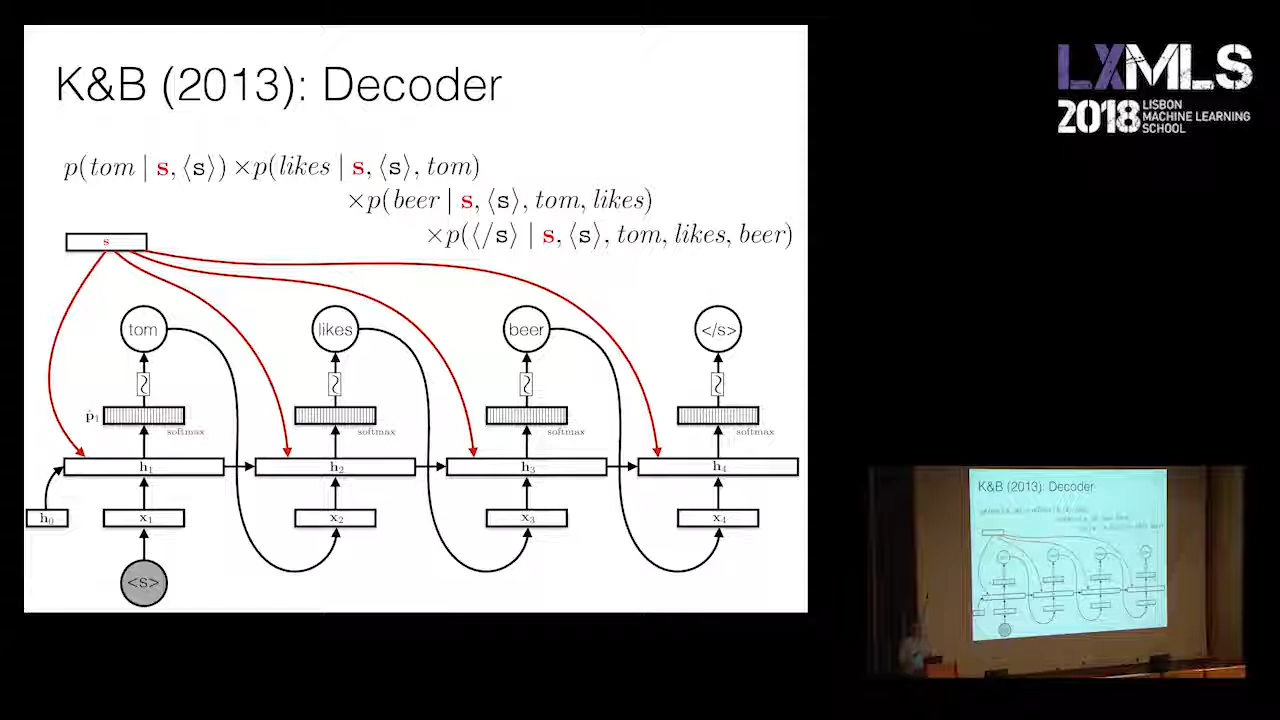 K&B (2013): Decoder
p(tom | s, ⟨s⟩) ×p(likes | s, ⟨s⟩, tom)
×p(beer | s, ⟨s⟩, tom, likes)
×p(⟨/s⟩ | s, ⟨s⟩, tom, likes, beer)
s
tom likes beer </s>
p̂₁
softmax softmax softmax softmax
h₁ h₂ h₃ h₄
h₀ x₁ x₂ x₃ x₄
<s>
LXMLS
2018 LISBON
MACHINE LEARNING
SCHOOL
K&B (2013): Decoder